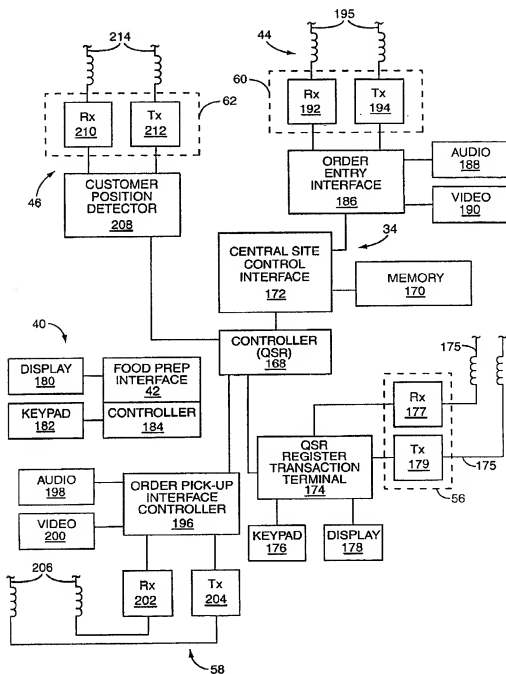 214
195
44
60
62
Rx
210
Tx
212
Rx
192
Tx
194
46
CUSTOMER
POSITION
DETECTOR
208
ORDER
ENTRY
INTERFACE
186
AUDIO
188
VIDEO
190
34
CENTRAL SITE
CONTROL
INTERFACE
172
MEMORY
170
40
CONTROLLER
(QSR)
168
175
DISPLAY
180
FOOD PREP
INTERFACE
42
KEYPAD
182
CONTROLLER
184
Rx
177
Tx
179
175
56
QSR
REGISTER
TRANSACTION
TERMINAL
174
AUDIO
198
VIDEO
200
ORDER PICK-UP
INTERFACE
CONTROLLER
196
KEYPAD
176
DISPLAY
178
206
Rx
202
Tx
204
58